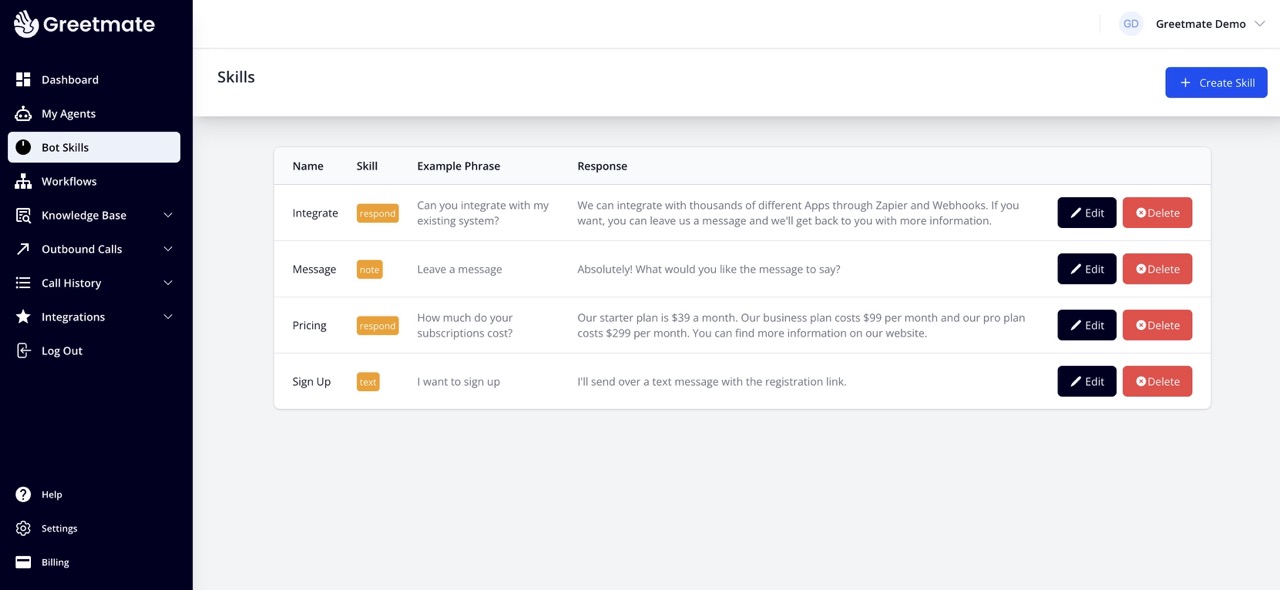 Greetmate
Dashboard
My Agents
Bot Skills
Workflows
Knowledge Base
Outbound Calls
Call History
Integrations
Log Out
Help
Settings
Billing
GD Greetmate Demo
Skills
Create Skill
Name Skill Example Phrase Response
Integrate respond Can you integrate with my We can integrate with thousands of different Apps through Zapier and Webhooks. If you Edit Delete
existing system? want, you can leave us a message and we'll get back to you with more information.
Message note Leave a message Absolutely! What would you like the message to say? Edit Delete
Pricing respond How much do your Our starter plan is $39 a month. Our business plan costs $99 per month and our pro plan Edit Delete
subscriptions cost? costs $299 per month. You can find more information on our website.
Sign Up text I want to sign up I'll send over a text message with the registration link. Edit Delete